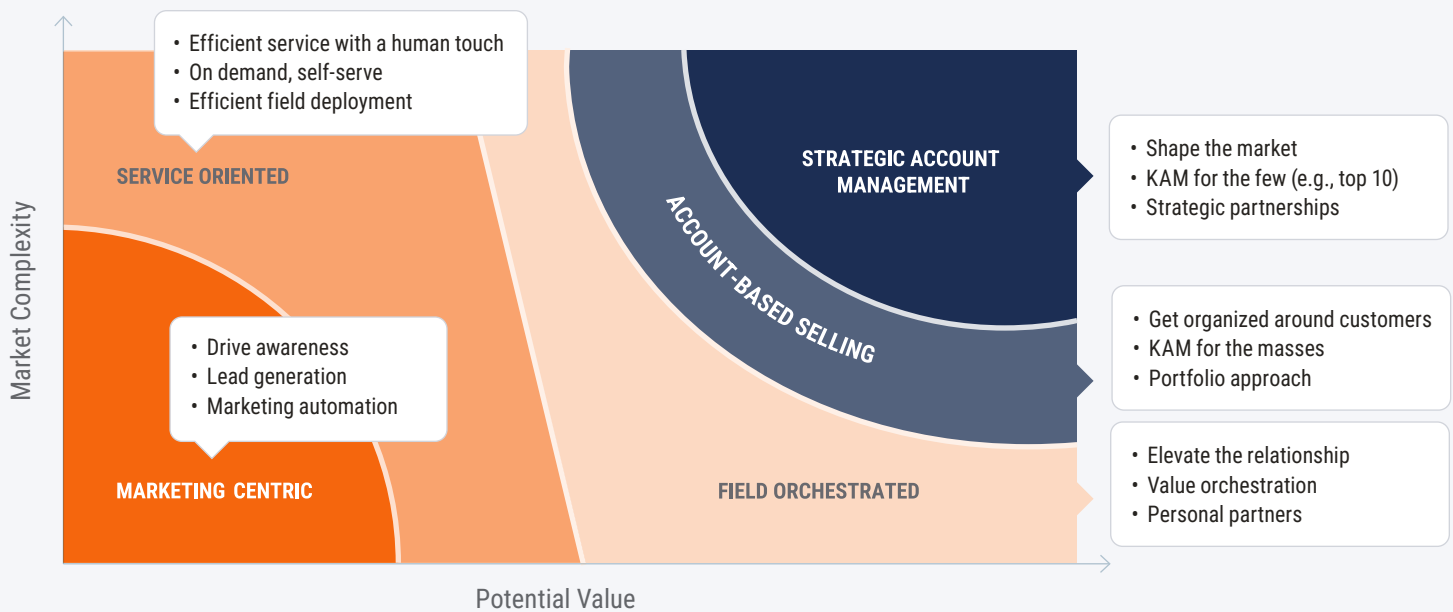 • Efficient service with a human touch
• On demand, self-serve
• Efficient field deployment
SERVICE ORIENTED
STRATEGIC ACCOUNT
MANAGEMENT
• Shape the market
• KAM for the few (e.g., top 10)
• Strategic partnerships
ACCOUNT-BASED SELLING
• Get organized around customers
• KAM for the masses
• Portfolio approach
• Drive awareness
• Lead generation
• Marketing automation
MARKETING CENTRIC
FIELD ORCHESTRATED
• Elevate the relationship
• Value orchestration
• Personal partners
Market Complexity
Potential Value